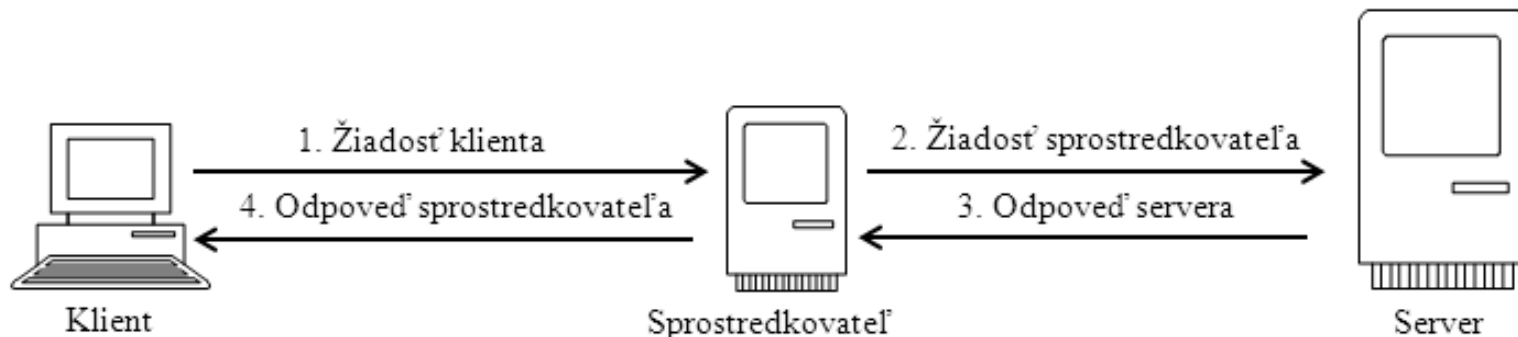 1. Žiadosť klienta
2. Žiadosť sprostredkovateľa
4. Odpoveď sprostredkovateľa
3. Odpoveď servera
Klient
Sprostredkovateľ
Server